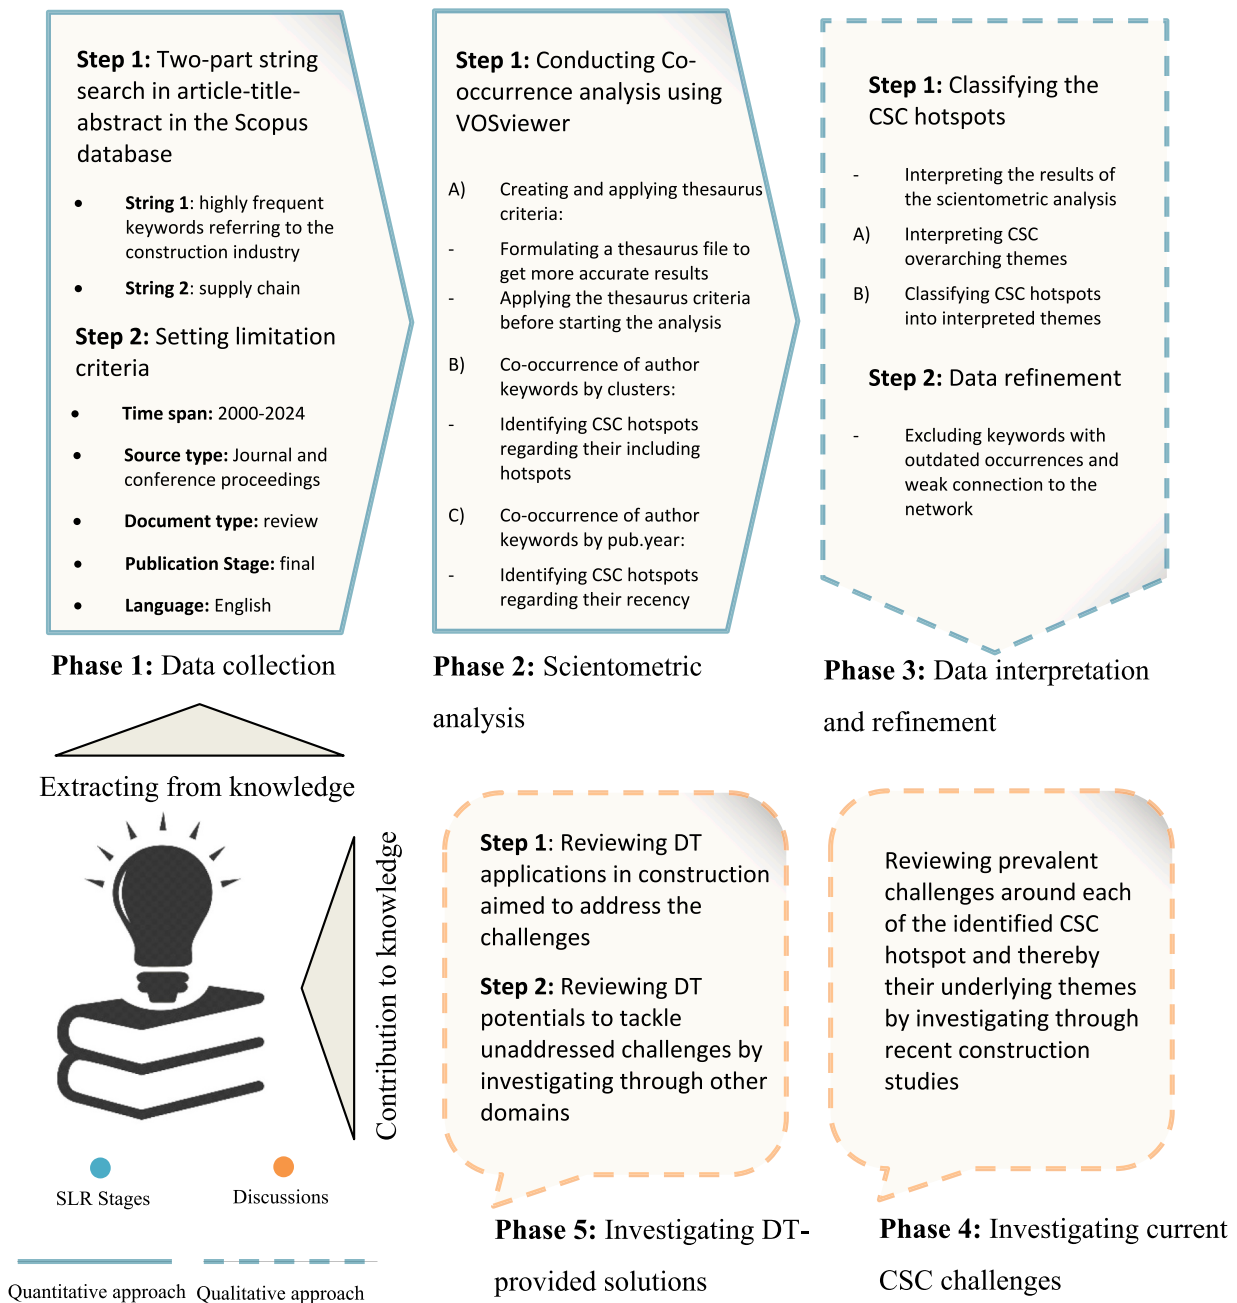 Step 1: Two-part string
search in article-title-
abstract in the Scopus
database
• String 1: highly frequent
keywords referring to the
construction industry
• String 2: supply chain
Step 2: Setting limitation
criteria
• Time span: 2000-2024
• Source type: Journal and
conference proceedings
• Document type: review
• Publication Stage: final
• Language: English
Phase 1: Data collection
Step 1: Conducting Co-
occurrence analysis using
VOSviewer
A) Creating and applying thesaurus
criteria:
- Formulating a thesaurus file to
get more accurate results
- Applying the thesaurus criteria
before starting the analysis
B) Co-occurrence of author
keywords by clusters:
- Identifying CSC hotspots
regarding their including
hotspots
C) Co-occurrence of author
keywords by pub.year:
- Identifying CSC hotspots
regarding their recency
Phase 2: Scientometric
analysis
Step 1: Classifying the
CSC hotspots
- Interpreting the results of
the scientometric analysis
A) Interpreting CSC
overarching themes
B) Classifying CSC hotspots
into interpreted themes
Step 2: Data refinement
- Excluding keywords with
outdated occurrences and
weak connection to the
network
Phase 3: Data interpretation
and refinement
Reviewing prevalent
challenges around each
of the identified CSC
hotspot and thereby
their underlying themes
by investigating through
recent construction
studies
Phase 4: Investigating current
CSC challenges
Step 1: Reviewing DT
applications in construction
aimed to address the
challenges
Step 2: Reviewing DT
potentials to tackle
unaddressed challenges by
investigating through other
domains
Phase 5: Investigating DT-
provided solutions
Extracting from knowledge
Contribution to knowledge
SLR Stages
Discussions
Quantitative approach
Qualitative approach